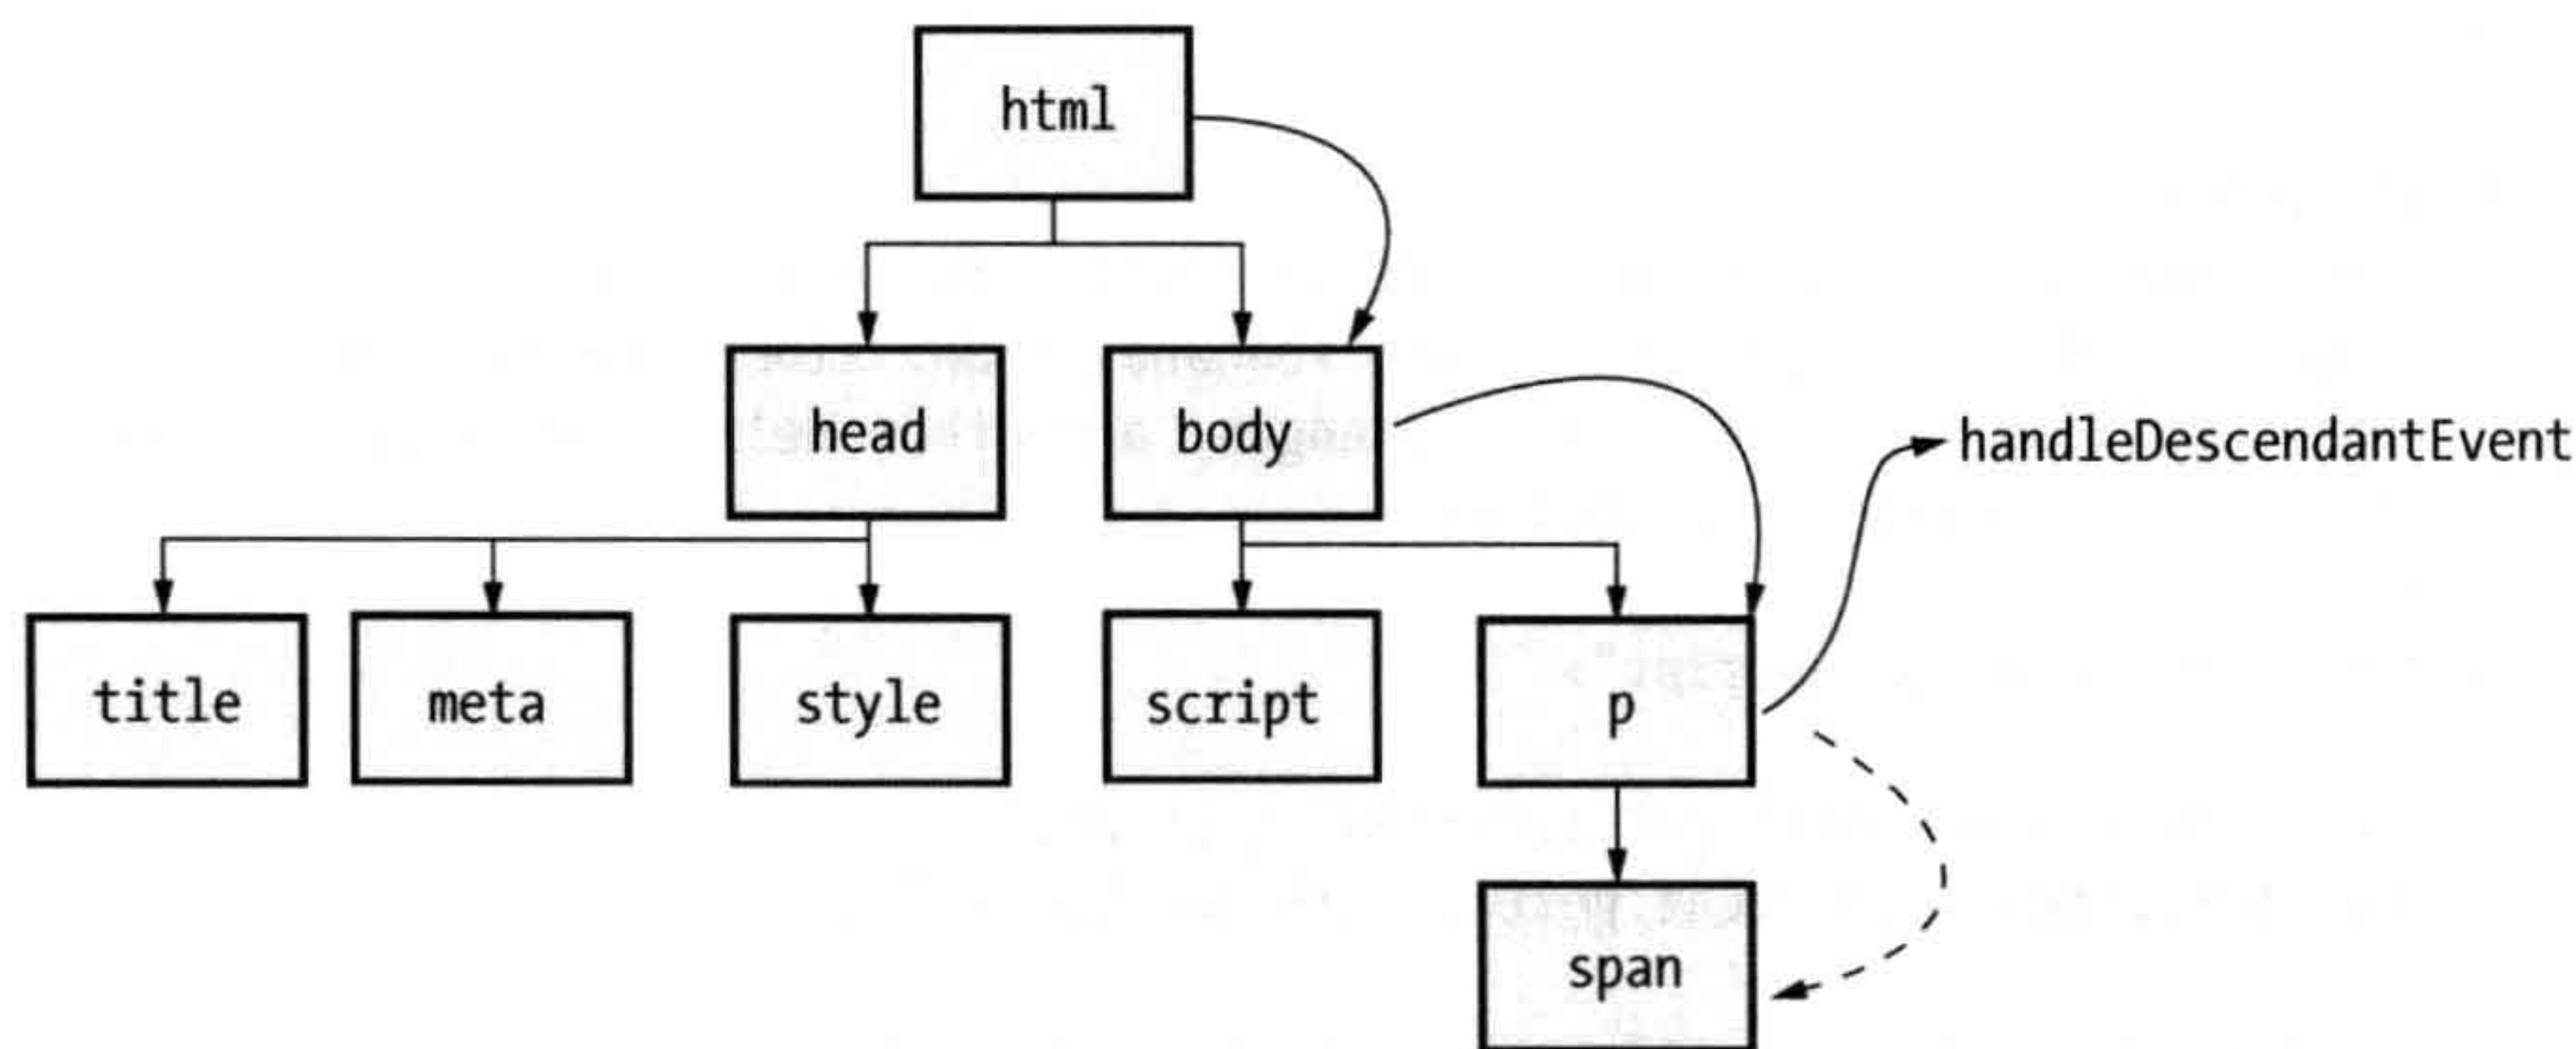 html
head
body
handleDescendantEvent
title
meta
style
script
p
span